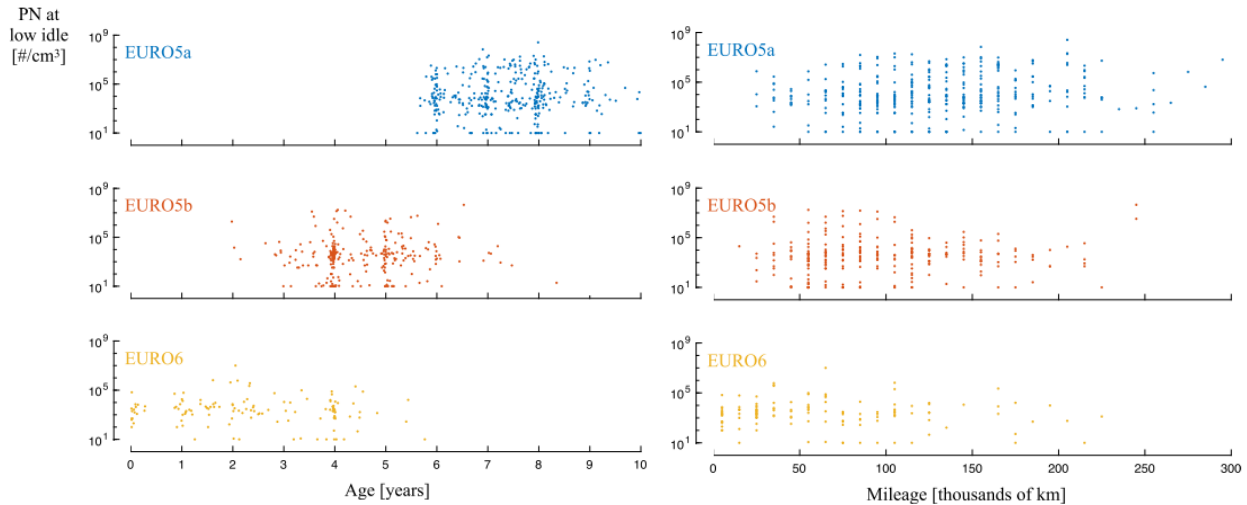 PN at
low idle
[#/cm³]
10⁹
EURO5a
10⁵
10¹
10⁹
EURO5a
10⁵
10¹
10⁹
EURO5b
10⁵
10¹
10⁹
EURO5b
10⁵
10¹
10⁹
EURO6
10⁵
10¹
10⁹
EURO6
10⁵
10¹
0 1 2 3 4 5 6 7 8 9 10
Age [years]
0 50 100 150 200 250 300
Mileage [thousands of km]